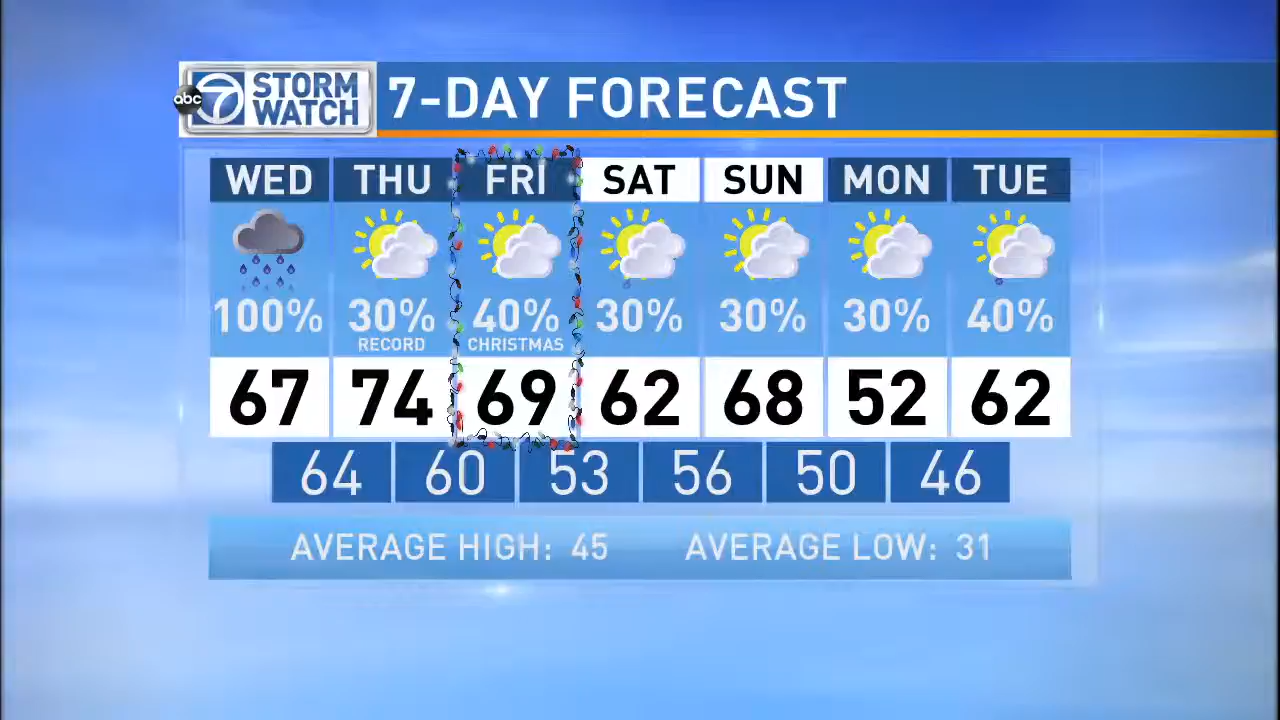 abc 7 STORM WATCH 7-DAY FORECAST
WED THU FRI SAT SUN MON TUE
100% 30% 40% 30% 30% 30% 40%
RECORD CHRISTMAS
67 74 69 62 68 52 62
64 60 53 56 50 46
AVERAGE HIGH: 45 AVERAGE LOW: 31